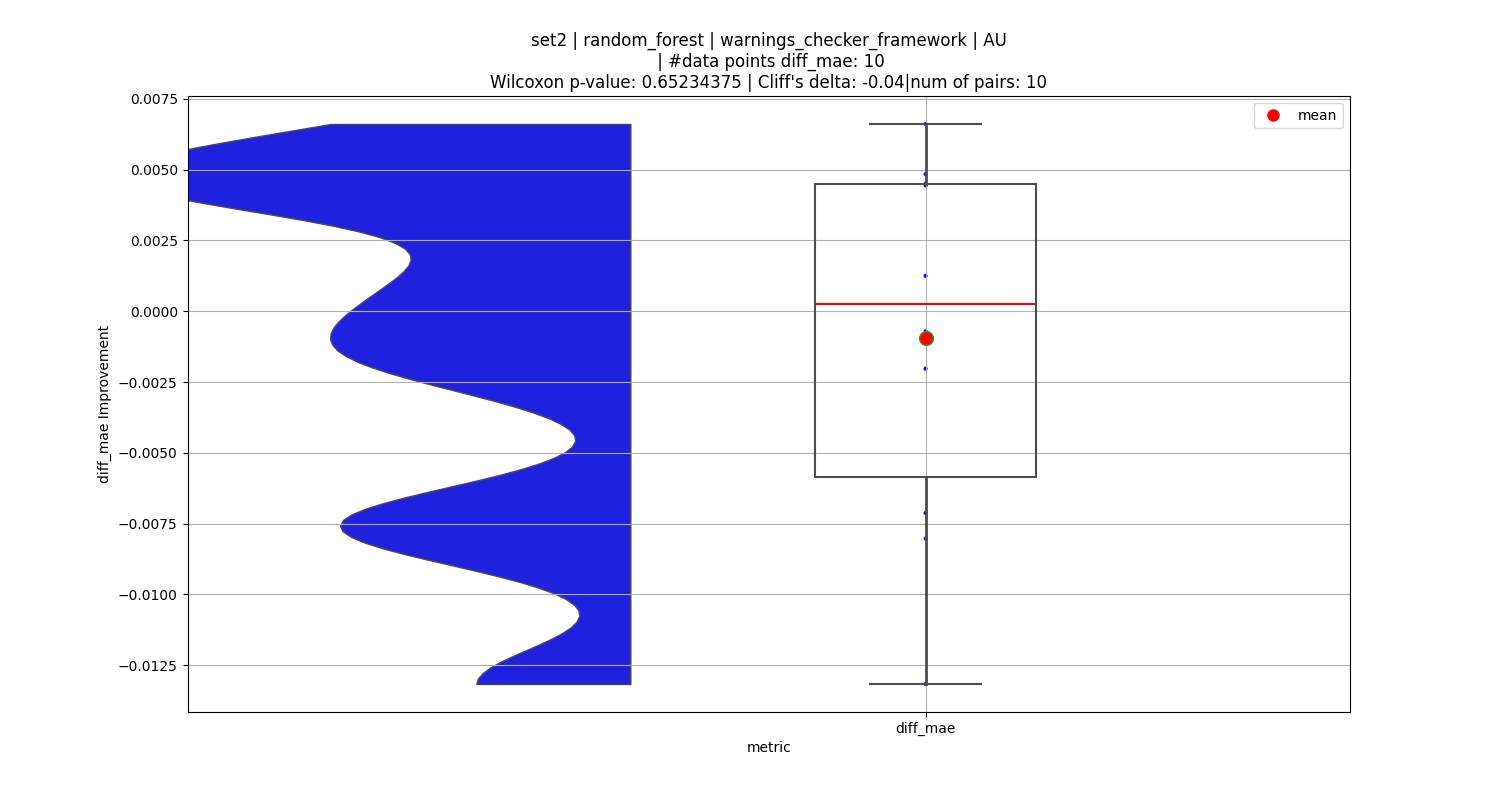 set2 | random_forest | warnings_checker_framework | AU
| #data points diff_mae: 10
Wilcoxon p-value: 0.65234375 | Cliff's delta: -0.04|num of pairs: 10
mean
0.0075
0.0050
0.0025
0.0000
−0.0025
−0.0050
−0.0075
−0.0100
−0.0125
diff_mae Improvement
diff_mae
metric